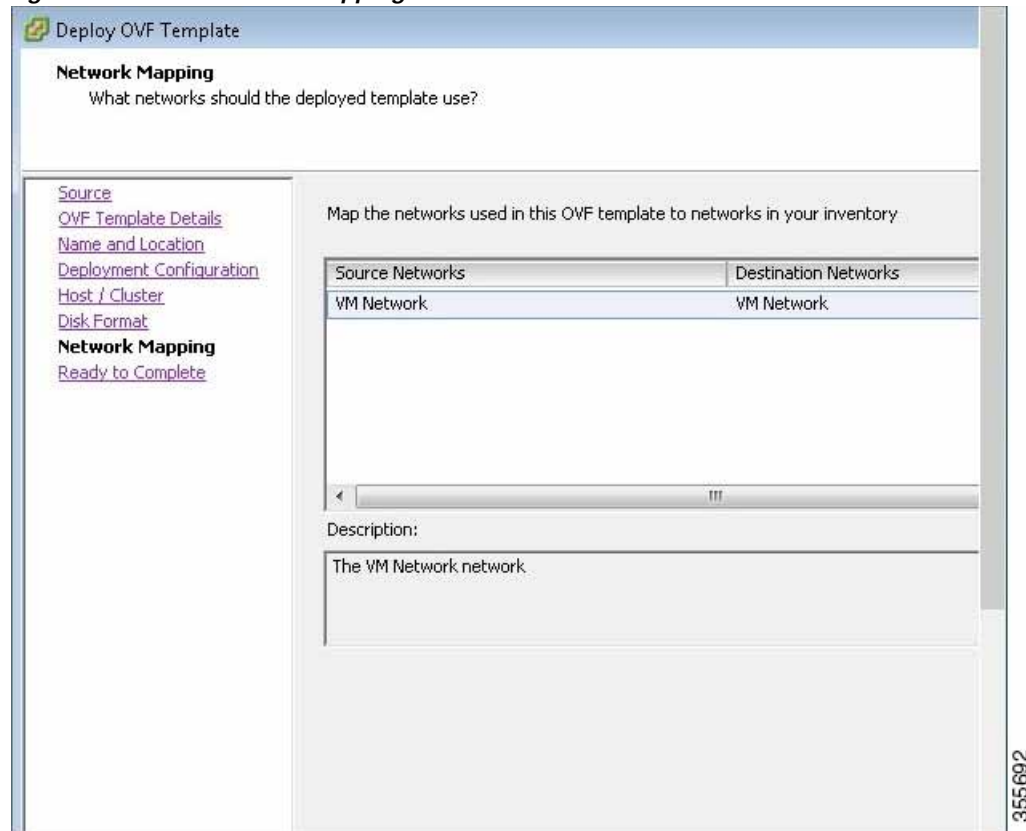 Deploy OVF Template
Network Mapping
What networks should the deployed template use?
Source
OVF Template Details
Name and Location
Deployment Configuration
Host / Cluster
Disk Format
Network Mapping
Ready to Complete
Map the networks used in this OVF template to networks in your inventory
Source Networks Destination Networks
VM Network VM Network
Description:
The VM Network network
355692